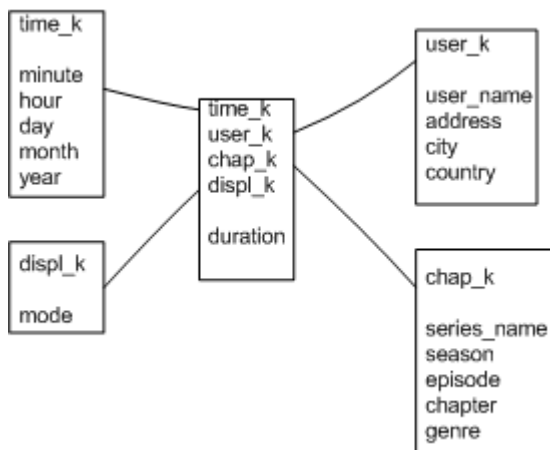 time_k
minute
hour
day
month
year
displ_k
mode
time_k
user_k
chap_k
displ_k
duration
user_k
user_name
address
city
country
chap_k
series_name
season
episode
chapter
genre